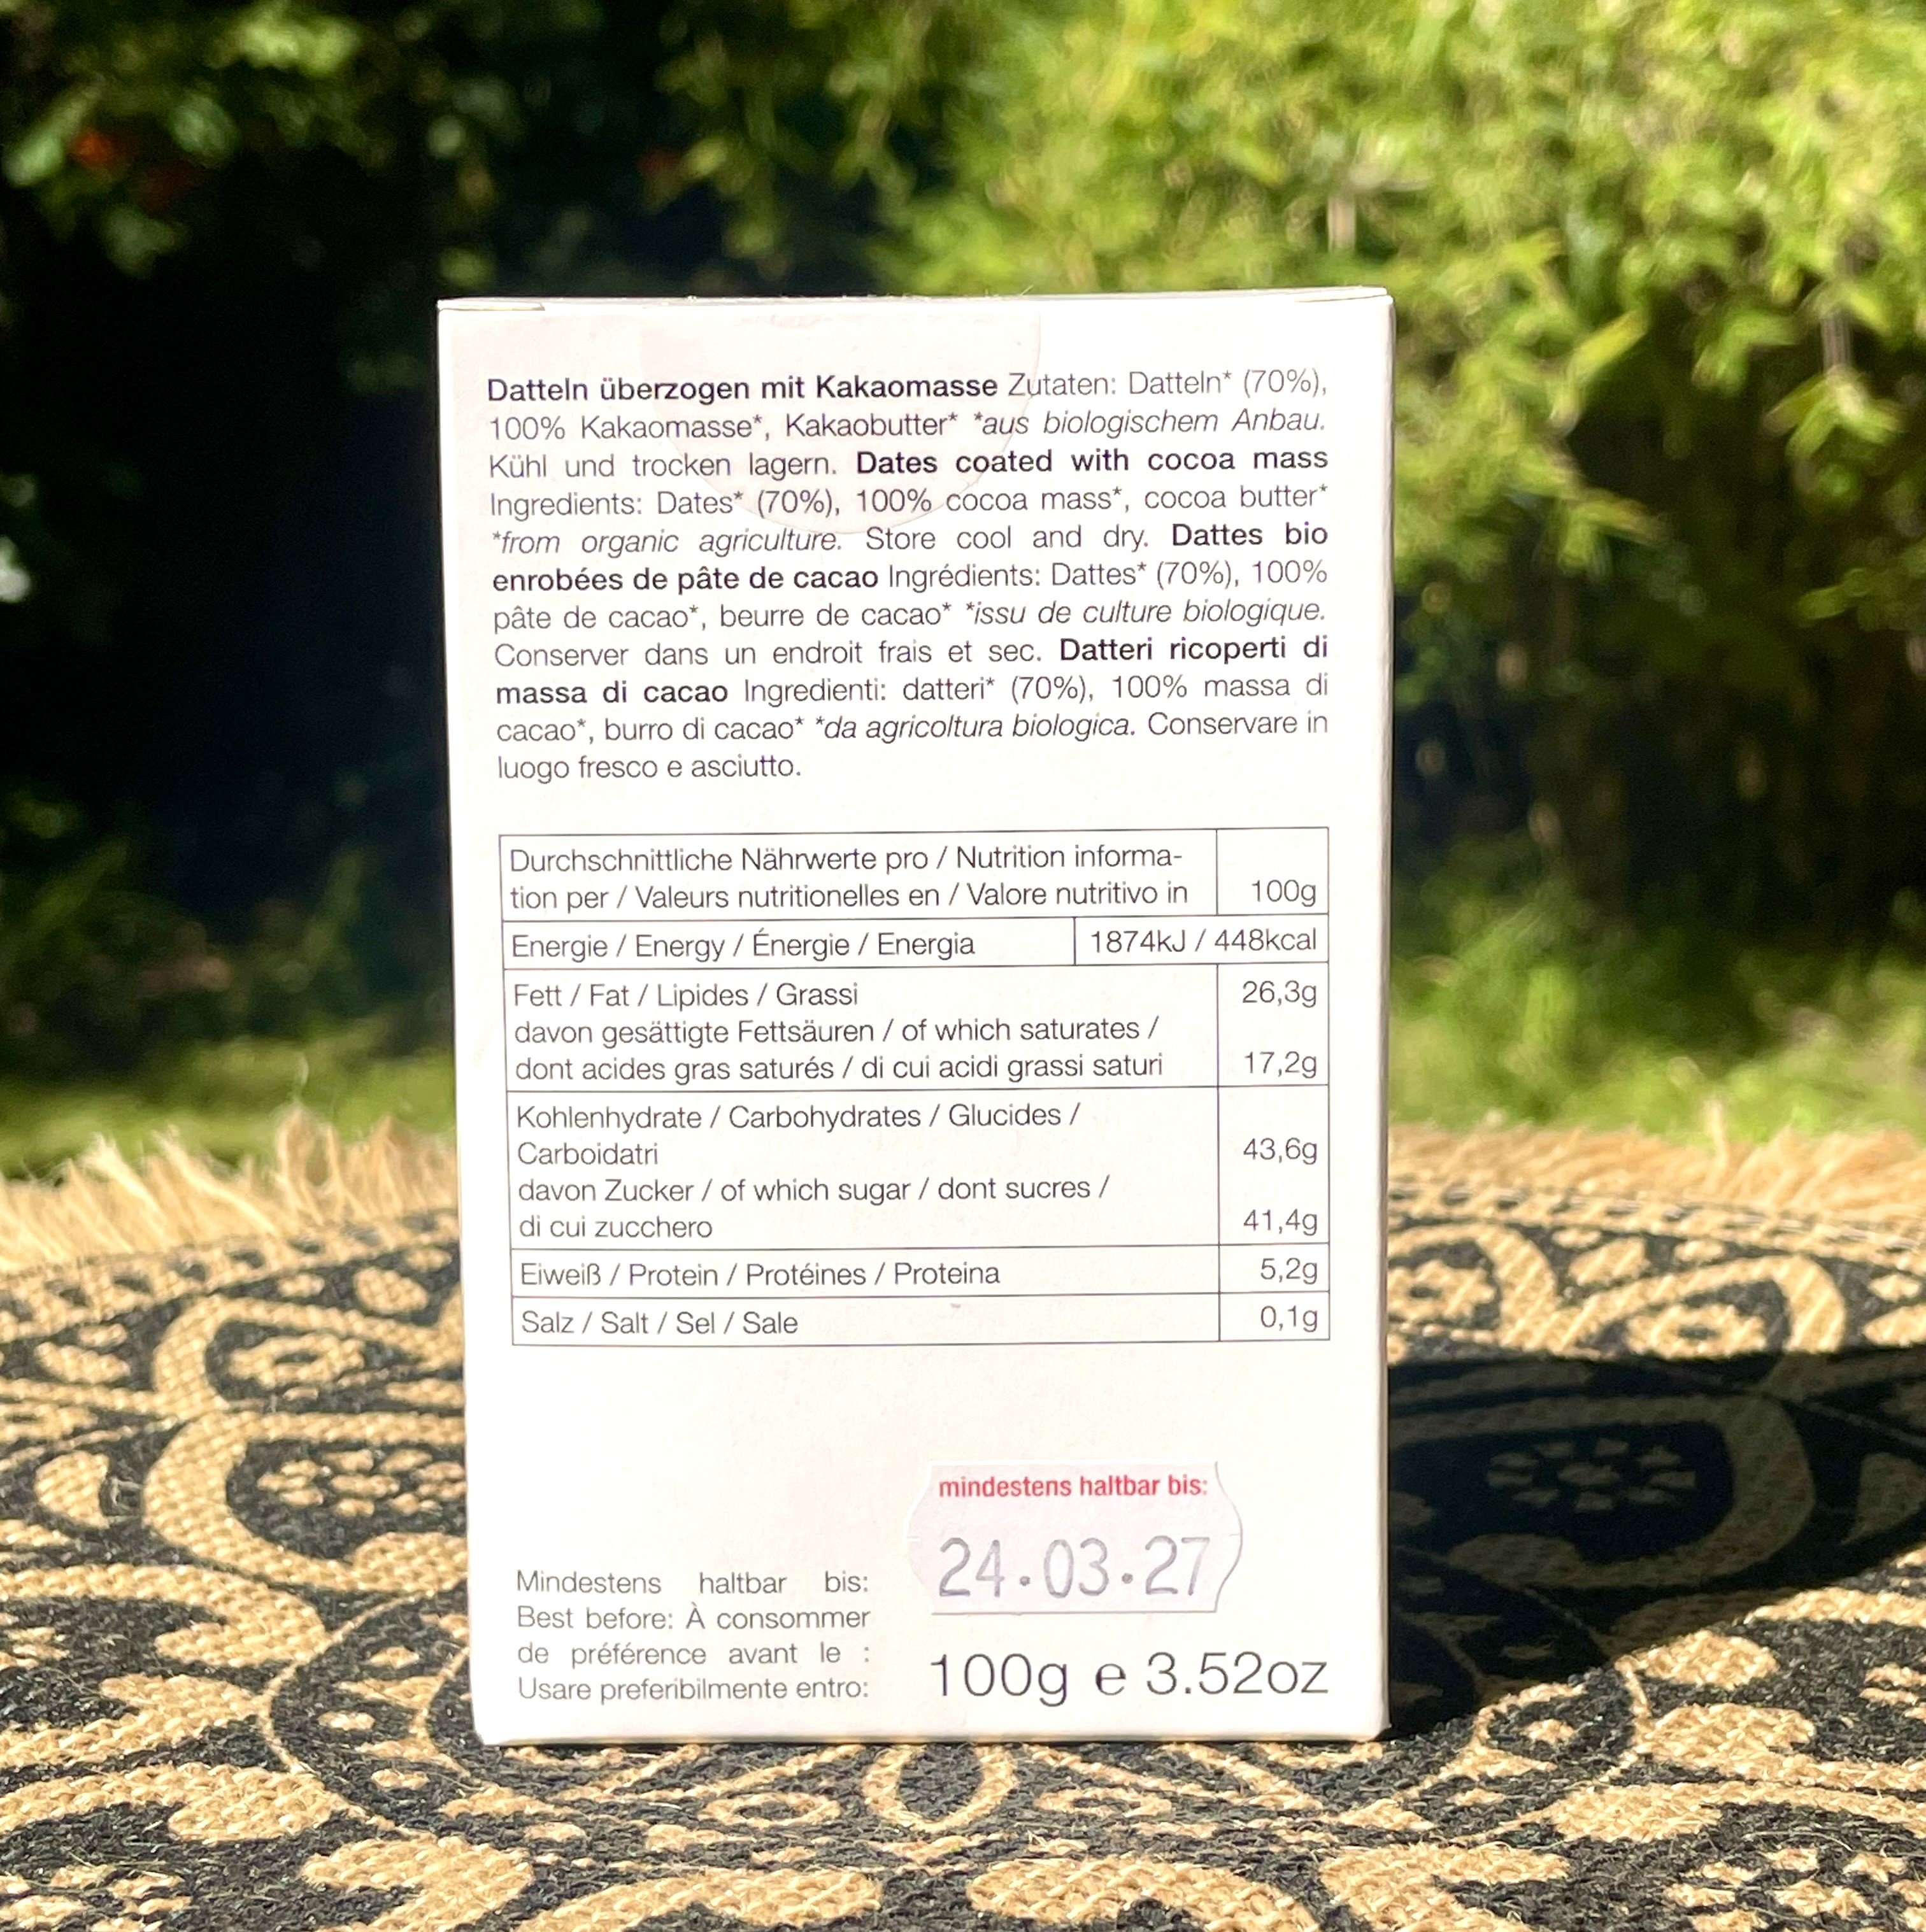 Datteln überzogen mit Kakaomasse Zutaten: Datteln* (70%),
100% Kakaomasse*, Kakaobutter* *aus biologischem Anbau.
Kühl und trocken lagern. Dates coated with cocoa mass
Ingredients: Dates* (70%), 100% cocoa mass*, cocoa butter*
*from organic agriculture. Store cool and dry. Dattes bio
enrobées de pâte de cacao Ingrédients: Dattes* (70%), 100%
pâte de cacao*, beurre de cacao* *issu de culture biologique.
Conserver dans un endroit frais et sec. Datteri ricoperti di
massa di cacao Ingredienti: datteri* (70%), 100% massa di
cacao*, burro di cacao* *da agricoltura biologica. Conservare in
luogo fresco e asciutto.
Durchschnittliche Nährwerte pro / Nutrition informa-
tion per / Valeurs nutritionelles en / Valore nutritivo in 100g
Energie / Energy / Énergie / Energia 1874kJ / 448kcal
Fett / Fat / Lipides / Grassi 26,3g
davon gesättigte Fettsäuren / of which saturates /
dont acides gras saturés / di cui acidi grassi saturi 17,2g
Kohlenhydrate / Carbohydrates / Glucides /
Carboidatri 43,6g
davon Zucker / of which sugar / dont sucres /
di cui zucchero 41,4g
Eiweiß / Protein / Protéines / Proteina 5,2g
Salz / Salt / Sel / Sale 0,1g
mindestens haltbar bis:
24.03.27
Mindestens haltbar bis:
Best before: À consommer
de préférence avant le :
Usare preferibilmente entro:
100g e 3.52oz